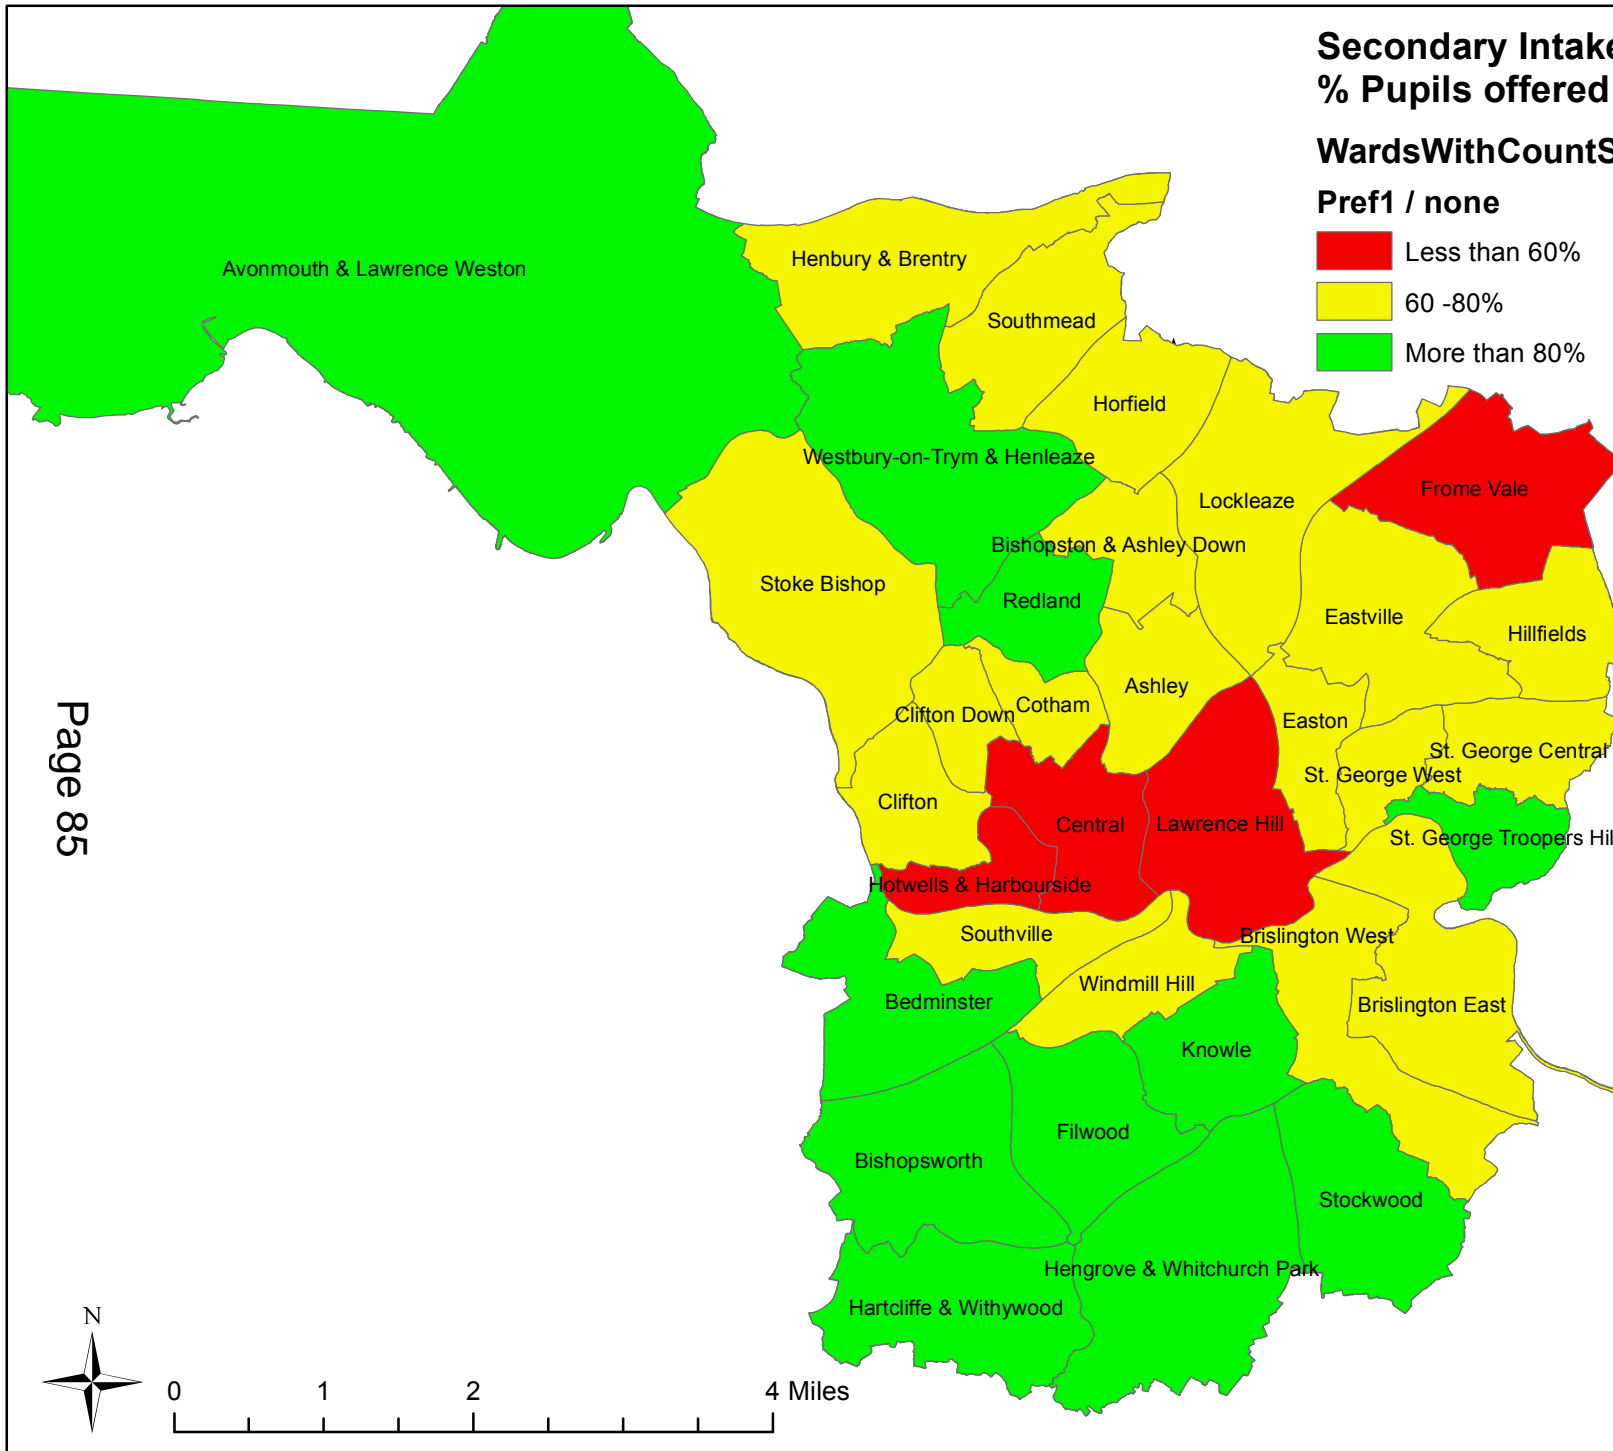 Secondary Intake
% Pupils offered
WardsWithCountS
Pref1 / none
Less than 60%
60 -80%
More than 80%
Avonmouth & Lawrence Weston
Henbury & Brentry
Southmead
Horfield
Westbury-on-Trym & Henleaze
Lockleaze
Frome Vale
Bishopston & Ashley Down
Stoke Bishop
Redland
Eastville
Hillfields
Ashley
Cotham
Clifton Down
Easton
St. George Central
St. George West
Clifton
Central
Lawrence Hill
St. George Troopers Hil
Hotwells & Harbourside
Southville
Brislington West
Windmill Hill
Bedminster
Brislington East
Knowle
Filwood
Bishopsworth
Stockwood
Hengrove & Whitchurch Park
Hartcliffe & Withywood
Page 85
N
0 1 2 4 Miles